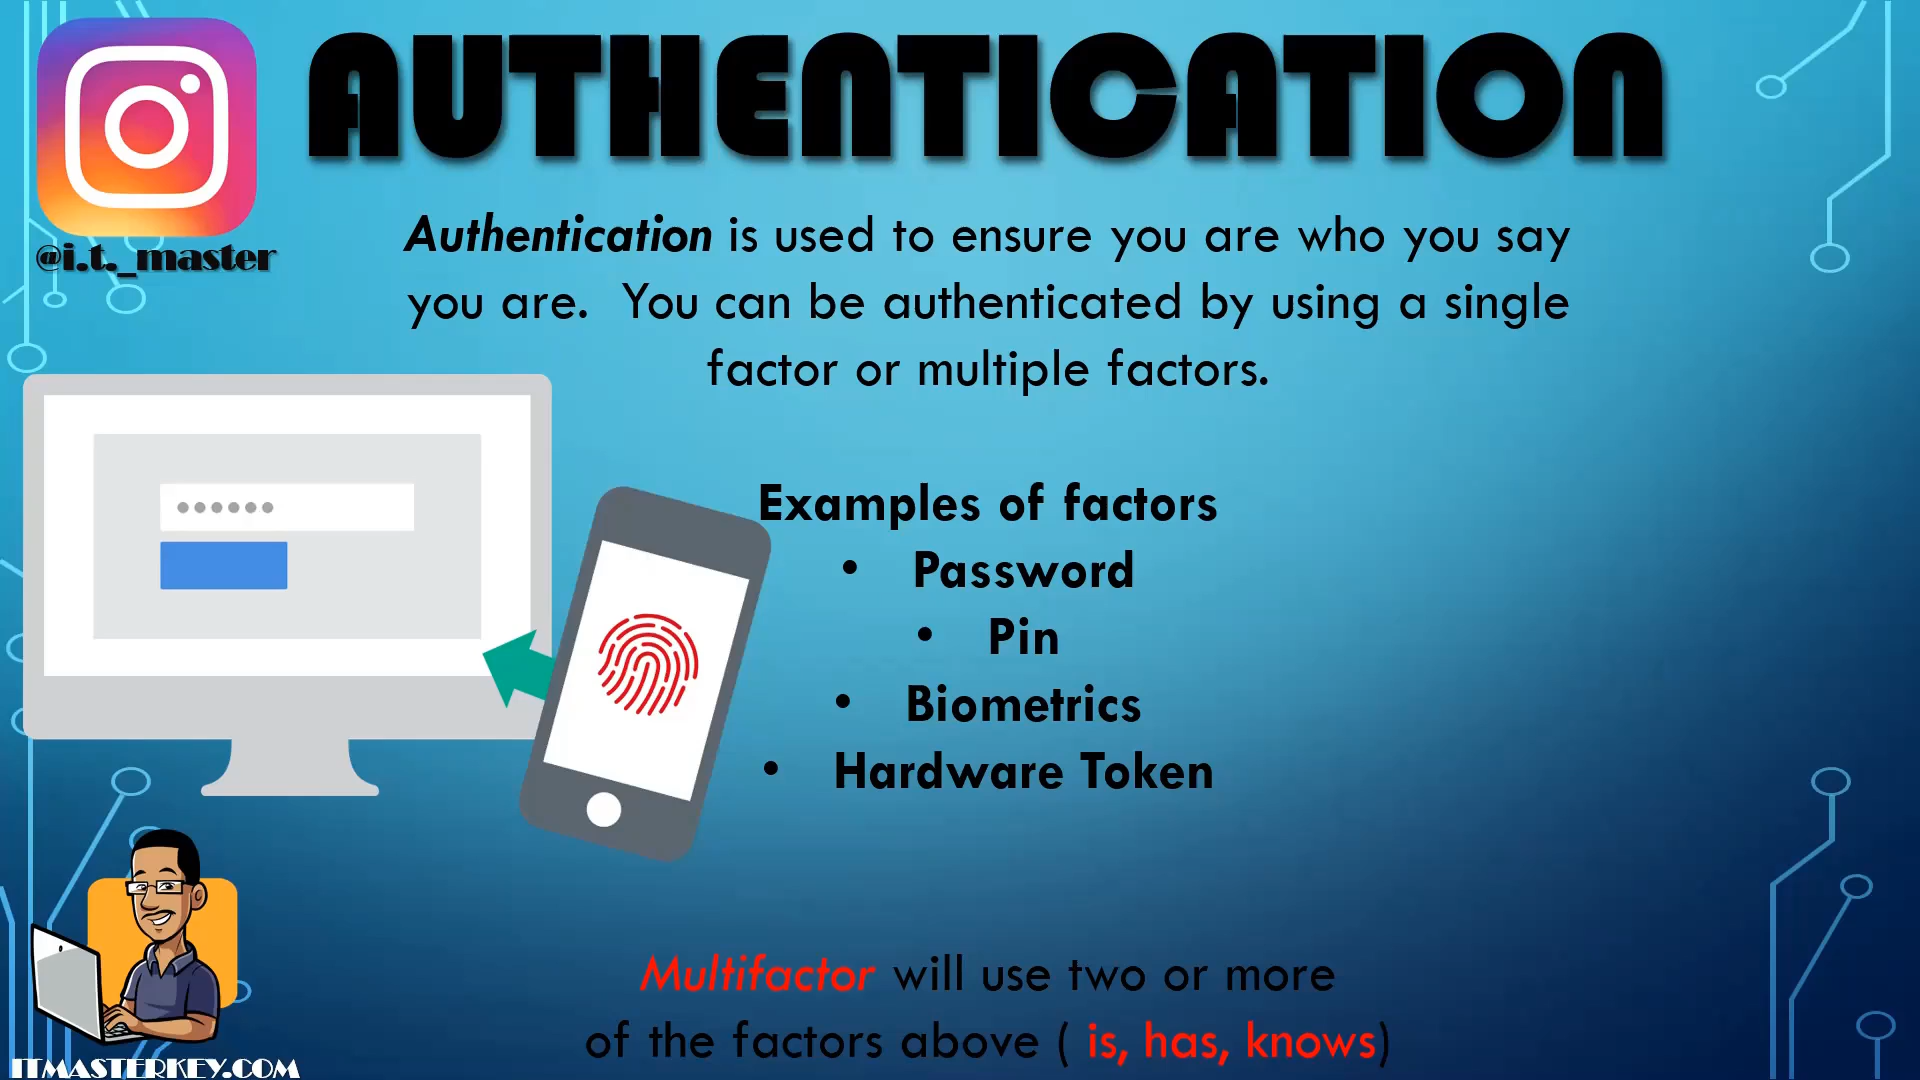 AUTHENTICATION
@i.t._master
Authentication is used to ensure you are who you say
you are. You can be authenticated by using a single
factor or multiple factors.
Examples of factors
• Password
• Pin
• Biometrics
• Hardware Token
Multifactor will use two or more
of the factors above ( is, has, knows)
ITMASTERKEY.COM